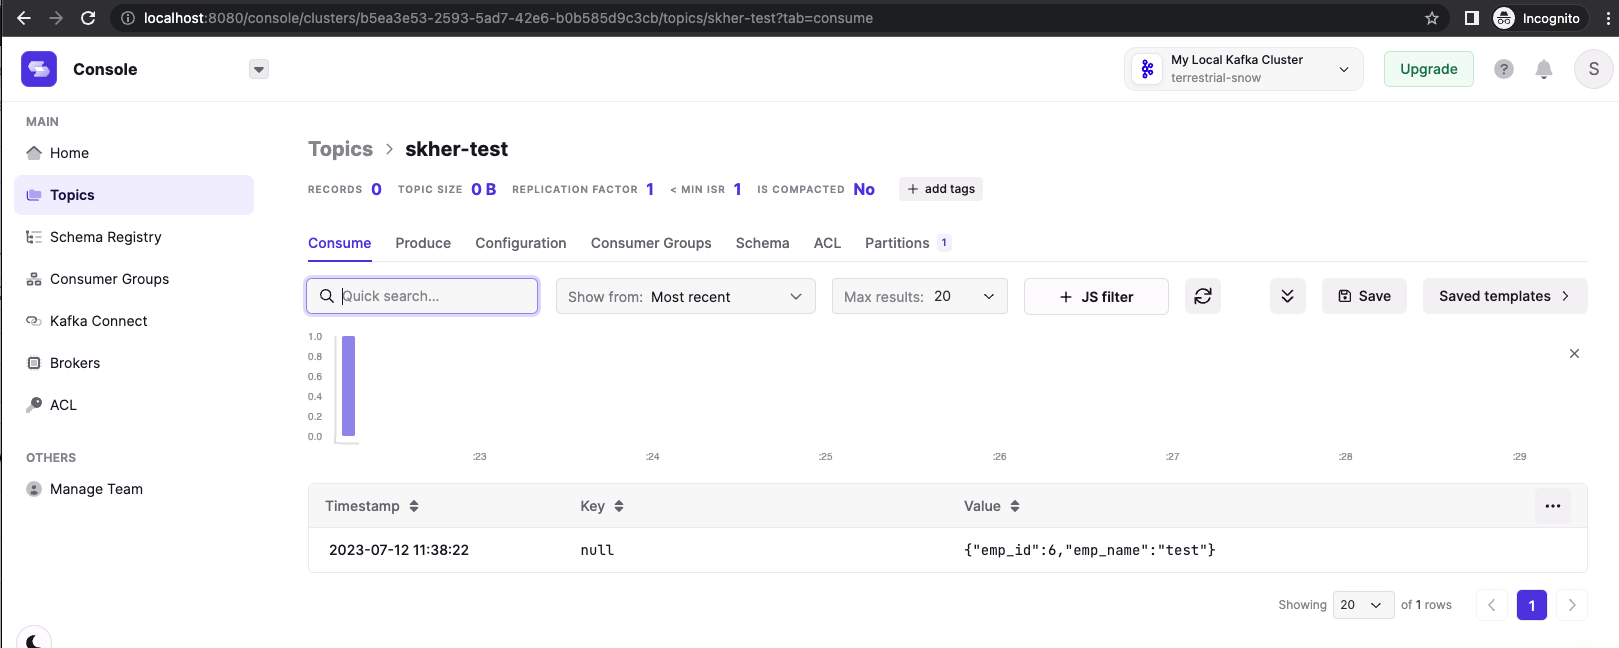 localhost:8080/console/clusters/b5ea3e53-2593-5ad7-42e6-b0b585d9c3cb/topics/skher-test?tab=consume
Incognito
Console
My Local Kafka Cluster
terrestrial-snow
Upgrade
?
S
MAIN
Home
Topics
Schema Registry
Consumer Groups
Kafka Connect
Brokers
ACL
OTHERS
Manage Team
Topics > skher-test
RECORDS 0 TOPIC SIZE 0 B REPLICATION FACTOR 1 < MIN ISR 1 IS COMPACTED No + add tags
Consume Produce Configuration Consumer Groups Schema ACL Partitions 1
Quick search... Show from: Most recent Max results: 20 + JS filter Save Saved templates >
1.0
0.8
0.6
0.4
0.2
0.0
:23 :24 :25 :26 :27 :28 :29
Timestamp Key Value ...
2023-07-12 11:38:22 null {"emp_id":6,"emp_name":"test"}
Showing 20 of 1 rows < 1 >